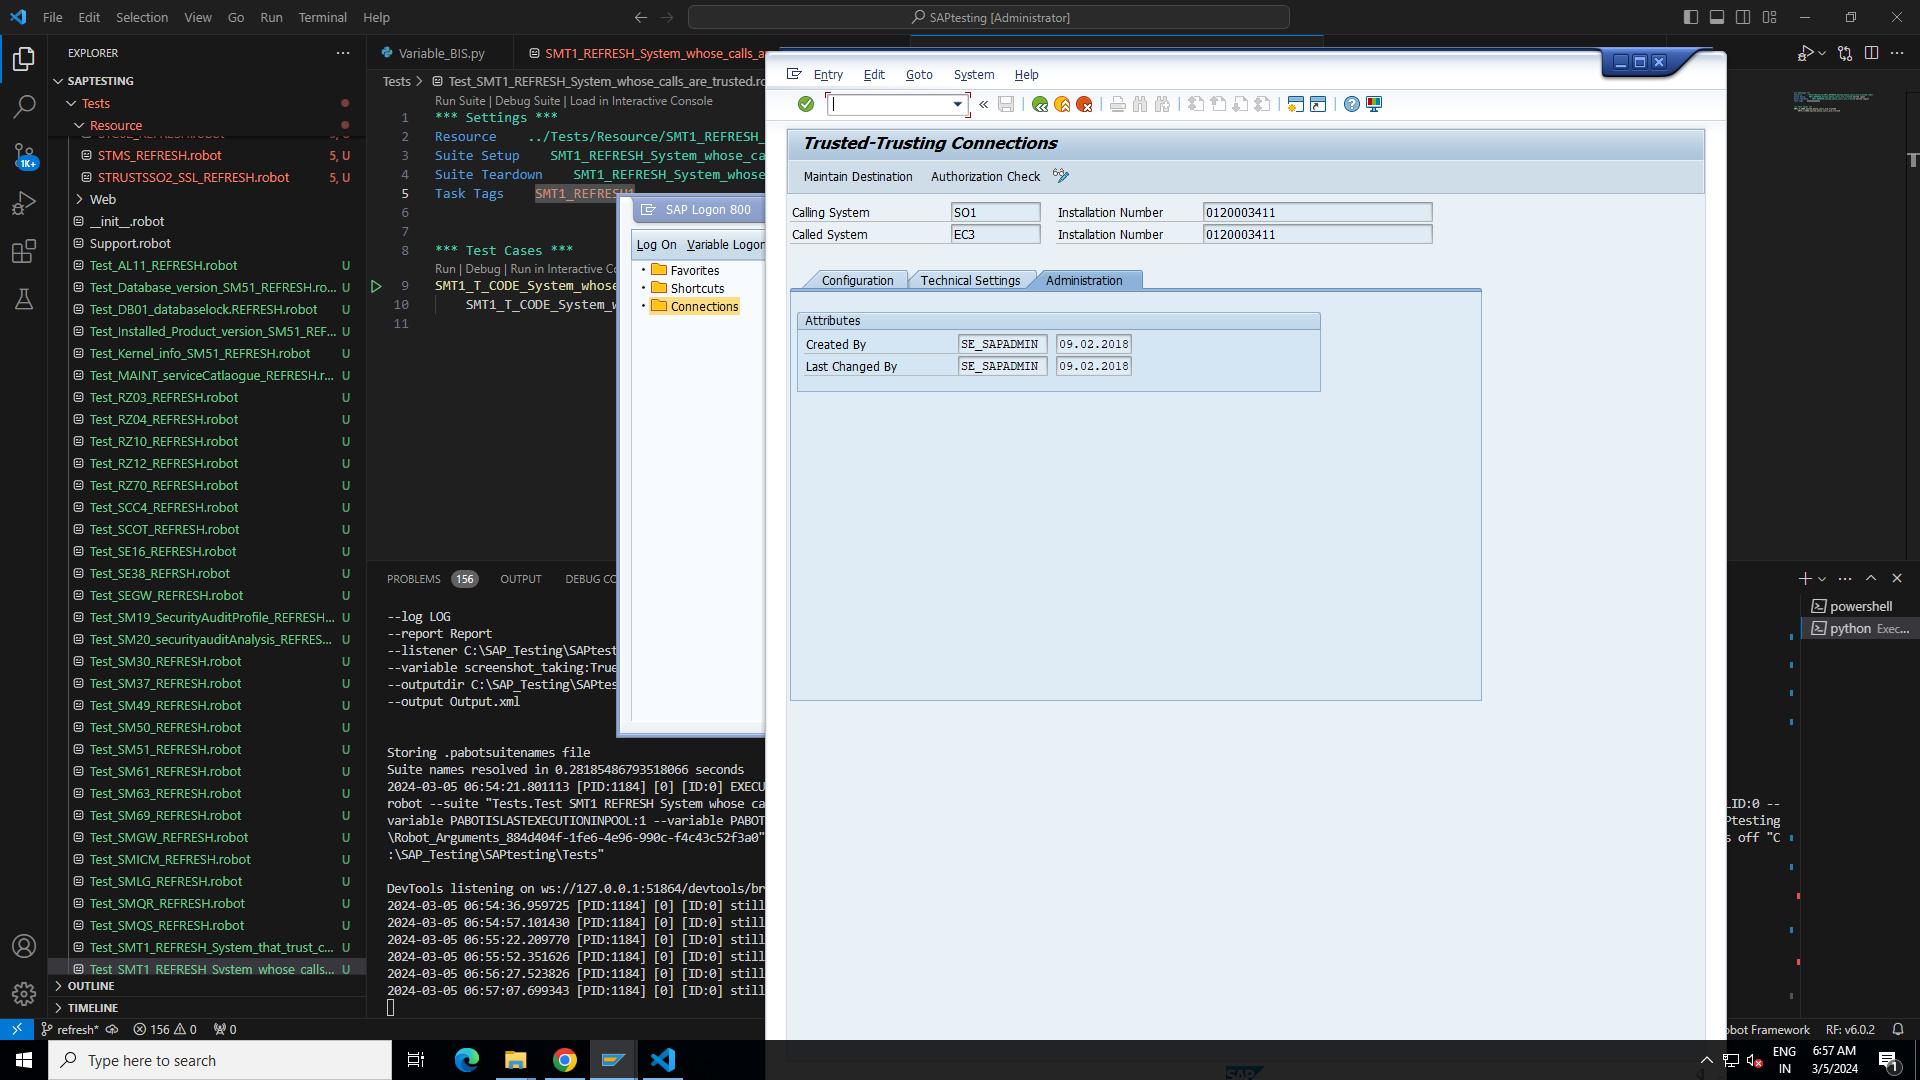 File Edit Selection View Go Run Terminal Help
SAPtesting [Administrator]
EXPLORER
SAPTESTING
Tests
Resource
STMS_REFRESH.robot 5, U
STRUSTSSO2_SSL_REFRESH.robot 5, U
Web
__init__.robot
Support.robot
Test_AL11_REFRESH.robot U
Test_Database_version_SM51_REFRESH.ro... U
Test_DB01_databaselock.REFRESH.robot U
Test_Installed_Product_version_SM51_REF... U
Test_Kernel_info_SM51_REFRESH.robot U
Test_MAINT_serviceCatlaogue_REFRESH.r... U
Test_RZ03_REFRESH.robot U
Test_RZ04_REFRESH.robot U
Test_RZ10_REFRESH.robot U
Test_RZ12_REFRESH.robot U
Test_RZ70_REFRESH.robot U
Test_SCC4_REFRESH.robot U
Test_SCOT_REFRESH.robot U
Test_SE16_REFRESH.robot U
Test_SE38_REFRSH.robot U
Test_SEGW_REFRESH.robot U
Test_SM19_SecurityAuditProfile_REFRESH... U
Test_SM20_securityauditAnalysis_REFRES... U
Test_SM30_REFRESH.robot U
Test_SM37_REFRESH.robot U
Test_SM49_REFRESH.robot U
Test_SM50_REFRESH.robot U
Test_SM51_REFRESH.robot U
Test_SM61_REFRESH.robot U
Test_SM63_REFRESH.robot U
Test_SM69_REFRESH.robot U
Test_SMGW_REFRESH.robot U
Test_SMICM_REFRESH.robot U
Test_SMLG_REFRESH.robot U
Test_SMQR_REFRESH.robot U
Test_SMQS_REFRESH.robot U
Test_SMT1_REFRESH_System_that_trust_c... U
Test_SMT1_REFRESH_System_whose_calls... U
OUTLINE
TIMELINE
1K+
Variable_BIS.py
SMT1_REFRESH_System_whose_calls_a
Tests > Test_SMT1_REFRESH_System_whose_calls_are_trusted.ro
Run Suite | Debug Suite | Load in Interactive Console
1 *** Settings ***
2 Resource ../Tests/Resource/SMT1_REFRESH_
3 Suite Setup SMT1_REFRESH_System_whose_ca
4 Suite Teardown SMT1_REFRESH_System_whose
5 Task Tags SMT1_REFRESH1
6
7
8 *** Test Cases ***
Run | Debug | Run in Interactive Co
9 SMT1_T_CODE_System_whose
10 SMT1_T_CODE_System_w
11
PROBLEMS 156 OUTPUT DEBUG CO
--log LOG
--report Report
--listener C:\SAP_Testing\SAPtest
--variable screenshot_taking:True
--outputdir C:\SAP_Testing\SAPtes
--output Output.xml
Storing .pabotsuitenames file
Suite names resolved in 0.28185486793518066 seconds
2024-03-05 06:54:21.801113 [PID:1184] [0] [ID:0] EXECU
robot --suite "Tests.Test SMT1 REFRESH System whose ca
variable PABOTISLASTEXECUTIONINPOOL:1 --variable PABOT
\Robot_Arguments_884d404f-1fe6-4e96-990c-f4c43c52f3a0"
:\SAP_Testing\SAPtesting\Tests"
DevTools listening on ws://127.0.0.1:51864/devtools/br
2024-03-05 06:54:36.959725 [PID:1184] [0] [ID:0] still
2024-03-05 06:54:57.101430 [PID:1184] [0] [ID:0] still
2024-03-05 06:55:22.209770 [PID:1184] [0] [ID:0] still
2024-03-05 06:55:52.351626 [PID:1184] [0] [ID:0] still
2024-03-05 06:56:27.523826 [PID:1184] [0] [ID:0] still
2024-03-05 06:57:07.699343 [PID:1184] [0] [ID:0] still
SAP Logon 800
Log On Variable Logon
Favorites
Shortcuts
Connections
Entry Edit Goto System Help
Trusted-Trusting Connections
Maintain Destination Authorization Check
Calling System SO1 Installation Number 0120003411
Called System EC3 Installation Number 0120003411
Configuration Technical Settings Administration
Attributes
Created By SE_SAPADMIN 09.02.2018
Last Changed By SE_SAPADMIN 09.02.2018
powershell
python Exec...
ID:0 --
Ptesting
s off "C
refresh* 156 0 0
obot Framework RF: v6.0.2
Type here to search
SAP
ENG
IN
6:57 AM
3/5/2024
1